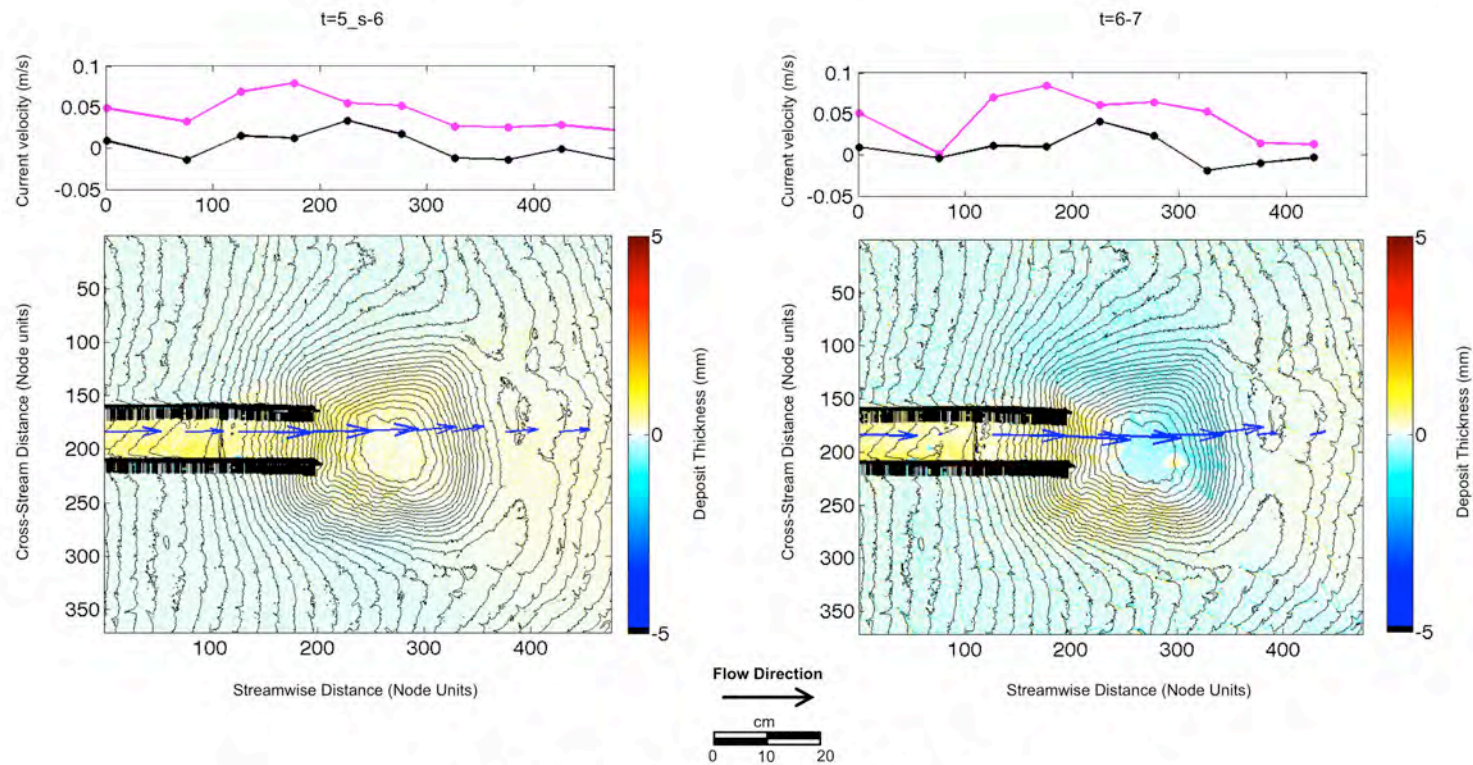 t=5_s-6
t=6-7
Current velocity (m/s)
0.1
0.05
0
-0.05
0 100 200 300 400
Current velocity (m/s)
0.1
0.05
0
-0.05
0 100 200 300 400
Cross-Stream Distance (Node units)
50
100
150
200
250
300
350
100 200 300 400
Streamwise Distance (Node Units)
5
0
-5
Deposit Thickness (mm)
Cross-Stream Distance (Node units)
50
100
150
200
250
300
350
100 200 300 400
Streamwise Distance (Node Units)
5
0
-5
Deposit Thickness (mm)
Flow Direction
cm
0 10 20